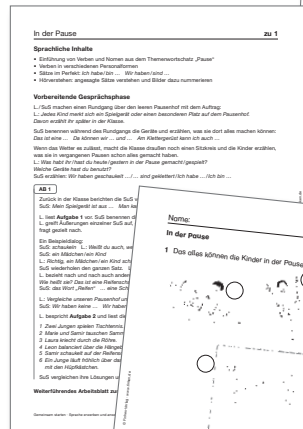 In der Pause
zu 1
Sprachliche Inhalte
• Einführung von Verben und Nomen aus dem Themenwortschatz „Pause“
• Verben in verschiedenen Personalformen
• Sätze im Perfekt: Ich habe / bin … Wir haben / sind …
• Hörverstehen: angesagte Sätze verstehen und Bilder dazu nummerieren
Vorbereitende Gesprächsphase
L. / SuS machen einen Rundgang über den leeren Pausenhof mit dem Auftrag:
L.: Jedes Kind merkt sich ein Spielgerät oder einen besonderen Platz auf dem Pausenhof.
Davon erzählt ihr später in der Klasse.
SuS benennen während des Rundgangs die Geräte und erzählen, was sie dort alles machen können:
Das ist eine … Da können wir … und … Am Klettergerüst kann ich auch …
Wenn das Wetter es zulässt, macht die Klasse draußen noch einen Sitzkreis und die Kinder erzählen,
was sie in vergangenen Pausen schon alles gemacht haben.
L.: Was habt ihr / hast du heute / gestern in der Pause gemacht / gespielt?
Welche Geräte hast du benutzt?
SuS erzählen: Wir haben geschaukelt … / … sind geklettert / Ich habe … / Ich bin …
AB 1
Zurück in der Klasse berichten die SuS
SuS: Mein Spielgerät ist aus … Man ka
L. liest Aufgabe 1 vor. SuS benennen di
L. greift Äußerungen einzelner SuS auf,
fragt gezielt nach.
Ein Beispieldialog:
SuS: schaukeln L.: Weißt du auch, we
SuS: ein Mädchen / ein Kind
L.: Richtig, ein Mädchen / ein Kind sch
SuS wiederholen den ganzen Satz. L.
L. bezieht nach und nach auch ander
Wie heißt die? Das ist eine Reifensch
SuS: das Wort „Reifen“ … eine Sch
L.: Vergleiche unseren Pausenhof un
SuS: Wir haben keine … Wir haben
L. bespricht Aufgabe 2 und liest die
1 Zwei Jungen spielen Tischtennis.
2 Marie und Samir tauschen Samm
3 Laura kriecht durch die Röhre.
4 Leon balanciert über die Hängeb
5 Samir schaukelt auf der Reifens
6 Ein Junge läuft fröhlich über da
mit den Hüpfkästchen.
SuS vergleichen ihre Lösungen u
Weiterführendes Arbeitsblatt zu
Name:
In der Pause
1 Das alles können die Kinder in der Pause